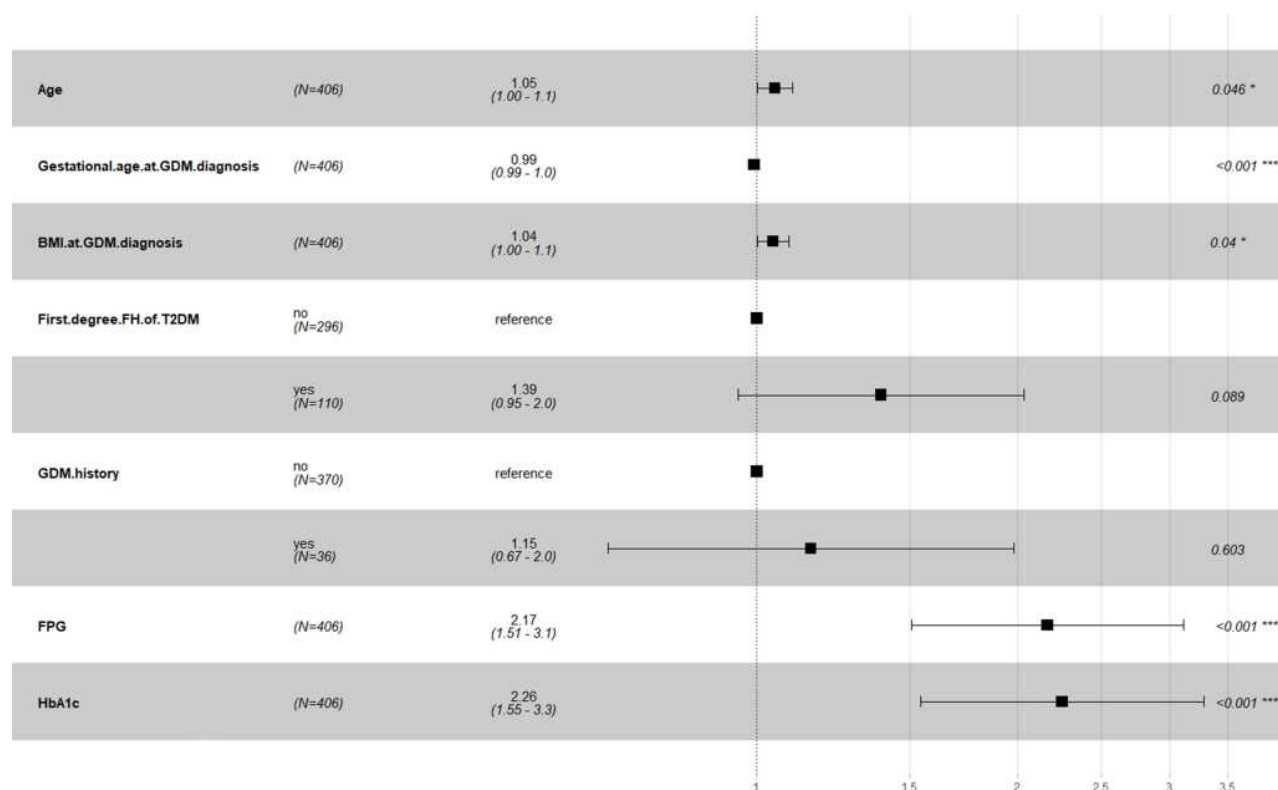 Age (N=406) 1.05 0.046 *
(1.00 - 1.1)
Gestational.age.at.GDM.diagnosis (N=406) 0.99 <0.001 ***
(0.99 - 1.0)
BMI.at.GDM.diagnosis (N=406) 1.04 0.04 *
(1.00 - 1.1)
First.degree.FH.of.T2DM no reference
(N=296)
yes 1.39 0.089
(N=110) (0.95 - 2.0)
GDM.history no reference
(N=370)
yes 1.15 0.603
(N=36) (0.67 - 2.0)
FPG (N=406) 2.17 <0.001 ***
(1.51 - 3.1)
HbA1c (N=406) 2.26 <0.001 ***
(1.55 - 3.3)
1 1.5 2 2.5 3 3.5